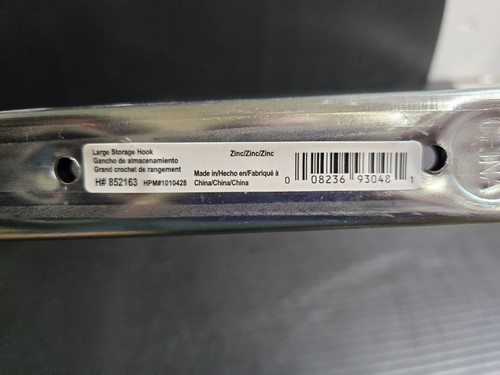 Large Storage Hook
Gancho de almacenamiento
Grand crochet de rangement
H# 852163 HPM#1010428
Zinc/Zinc/Zinc
Made in/Hecho en/Fabriqué à
China/China/China
0 08236 93048 1